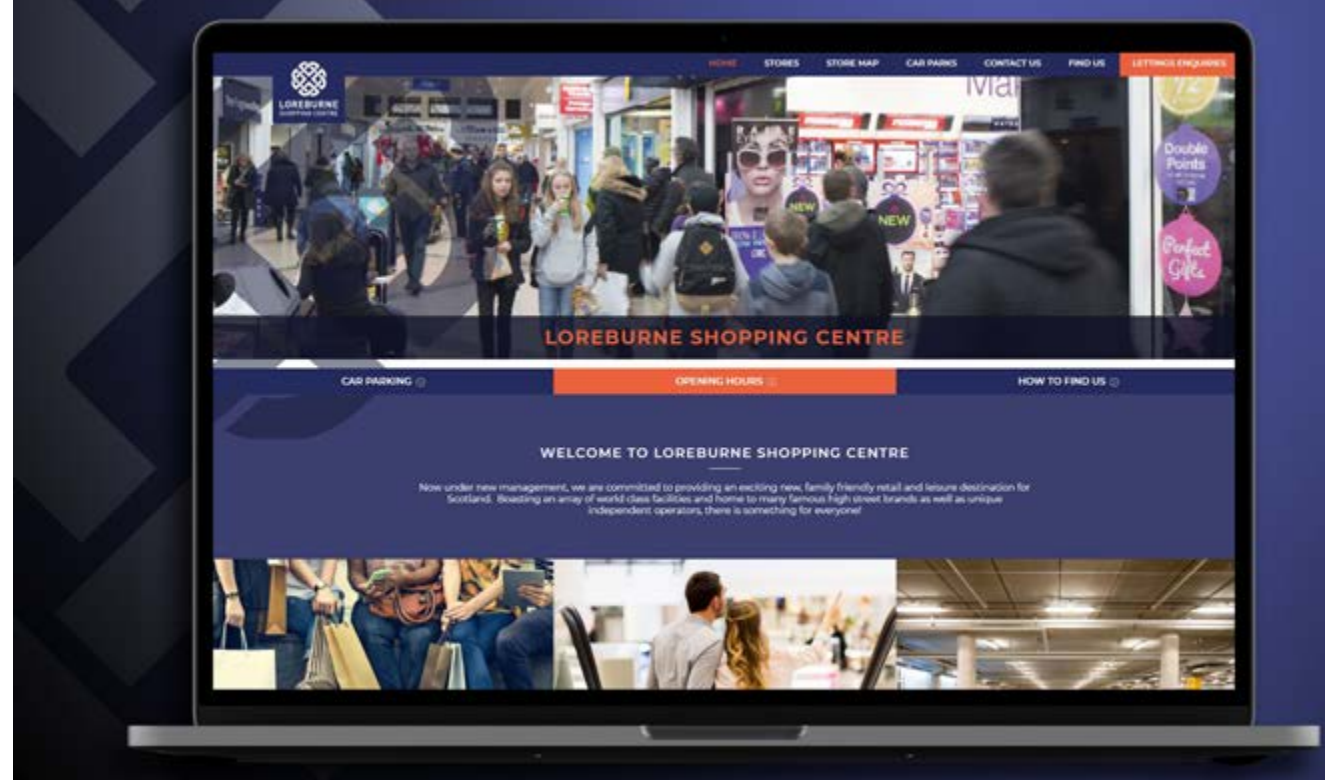 HOME STORES STORE MAP CAR PARKS CONTACT US FIND US LETTINGS ENQUIRIES
LOREBURNE
SHOPPING CENTRE
Double
Points
NEW
NEW
Perfect
Gifts
LOREBURNE SHOPPING CENTRE
CAR PARKING OPENING HOURS HOW TO FIND US
WELCOME TO LOREBURNE SHOPPING CENTRE
Now under new management, we are committed to providing an exciting new, family friendly retail and leisure destination for
Scotland. Boasting an array of world class facilities and home to many famous high street brands as well as unique
independent operators, there is something for everyone!